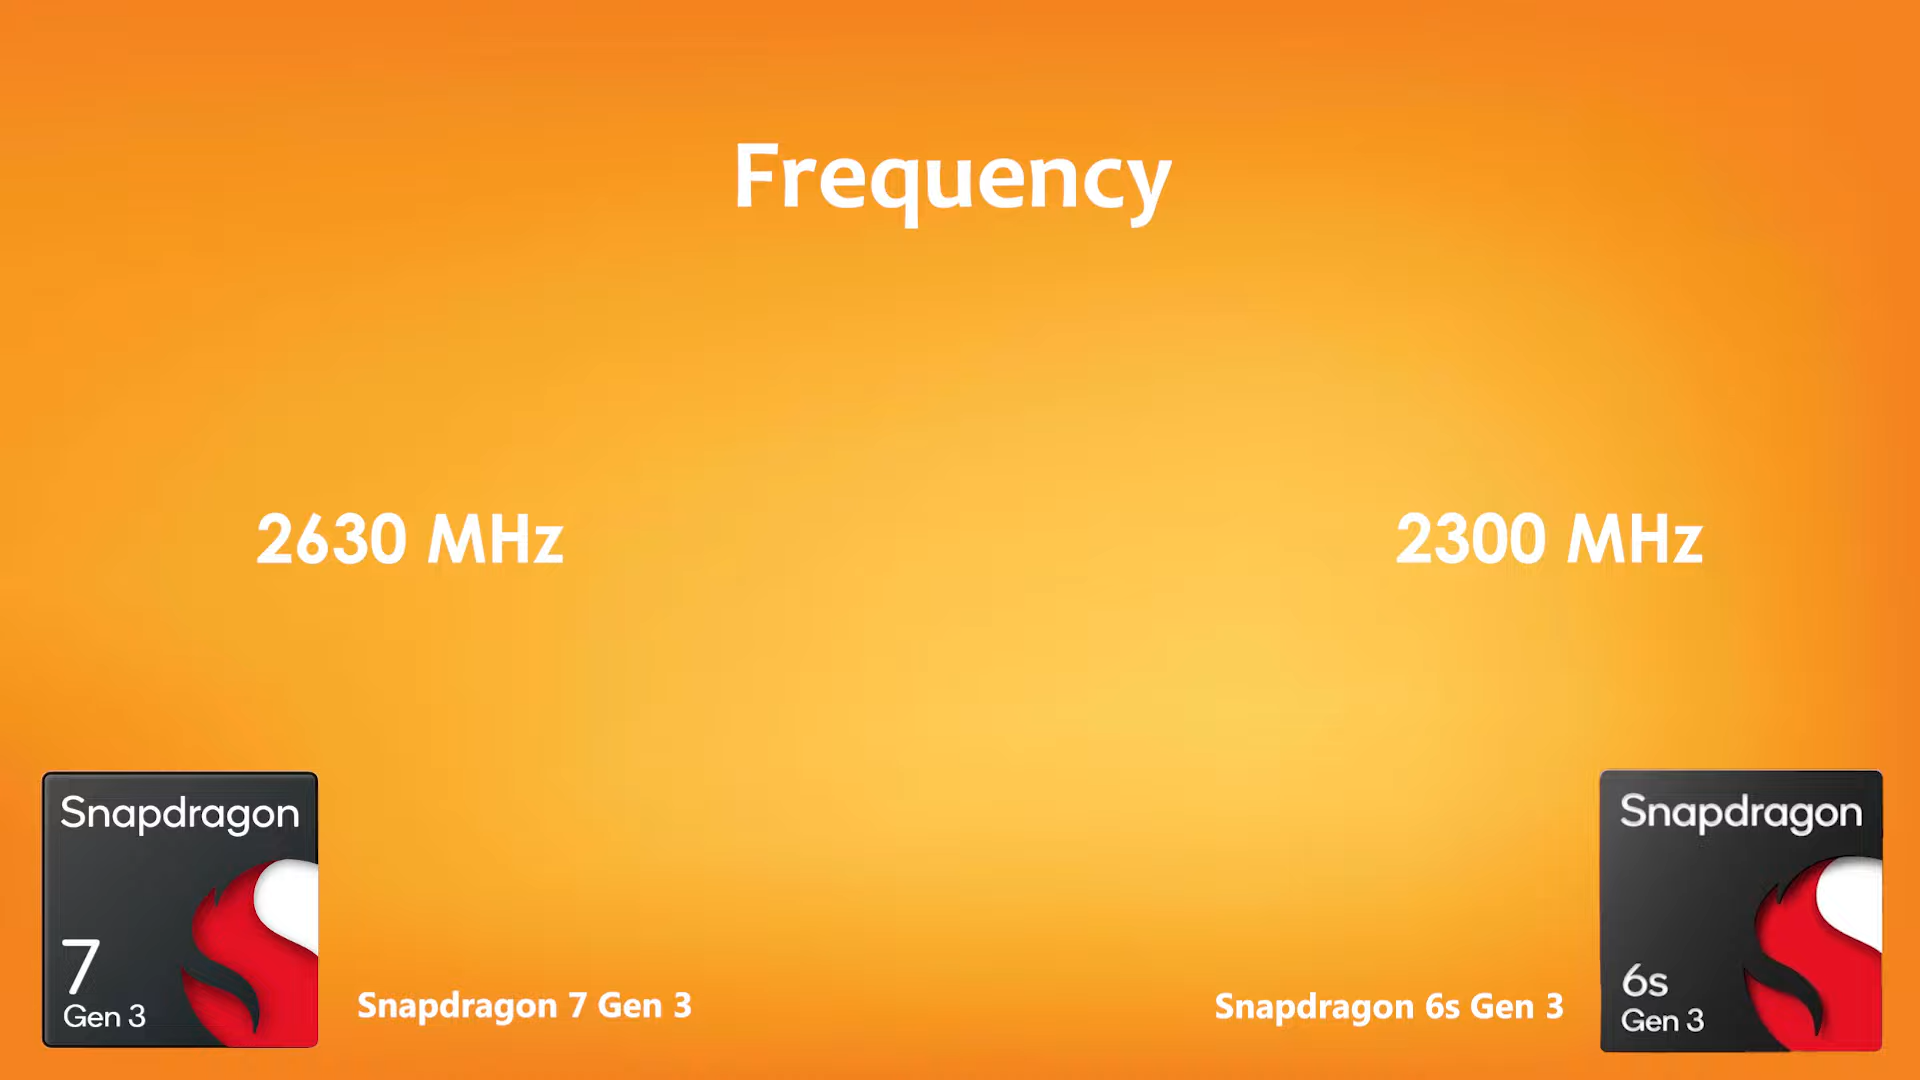 Frequency
2630 MHz
2300 MHz
Snapdragon
7
Gen 3
Snapdragon 7 Gen 3
Snapdragon 6s Gen 3
Snapdragon
6s
Gen 3